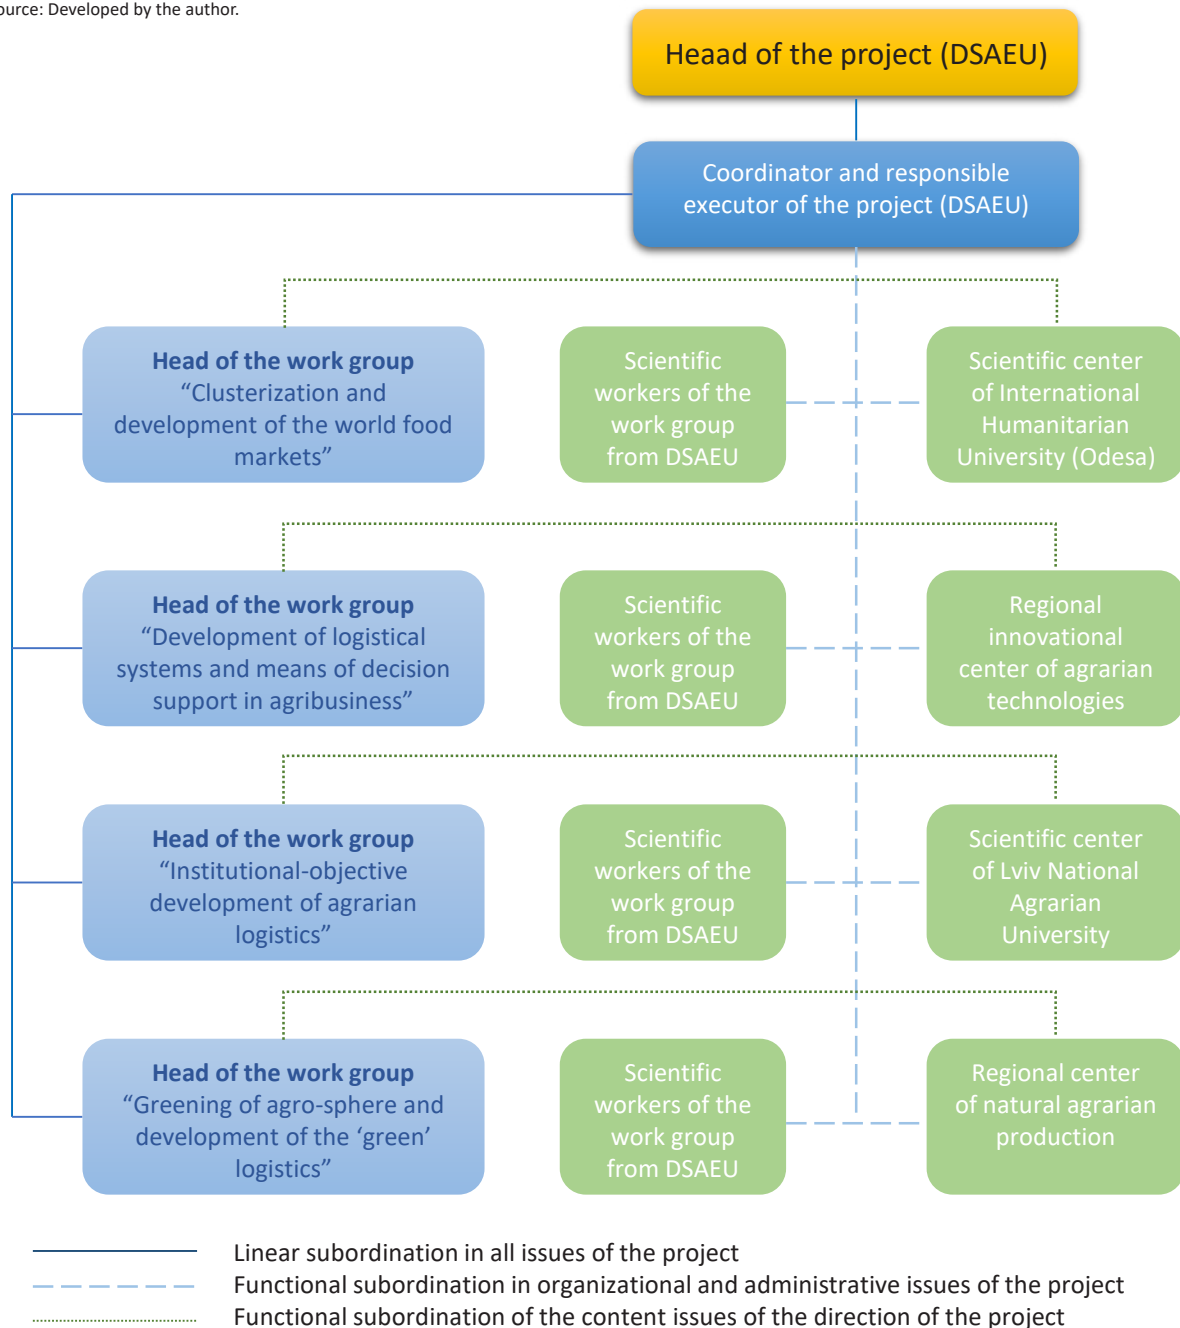 ource: Developed by the author.
Heaad of the project (DSAEU)
Coordinator and responsible
executor of the project (DSAEU)
Head of the work group
“Clusterization and
development of the world food
markets”
Scientific
workers of the
work group
from DSAEU
Scientific center
of International
Humanitarian
University (Odesa)
Head of the work group
“Development of logistical
systems and means of decision
support in agribusiness”
Scientific
workers of the
work group
from DSAEU
Regional
innovational
center of agrarian
technologies
Head of the work group
“Institutional-objective
development of agrarian
logistics”
Scientific
workers of the
work group
from DSAEU
Scientific center
of Lviv National
Agrarian
University
Head of the work group
“Greening of agro-sphere and
development of the ‘green’
logistics”
Scientific
workers of the
work group
from DSAEU
Regional center
of natural agrarian
production
Linear subordination in all issues of the project
Functional subordination in organizational and administrative issues of the project
Functional subordination of the content issues of the direction of the project